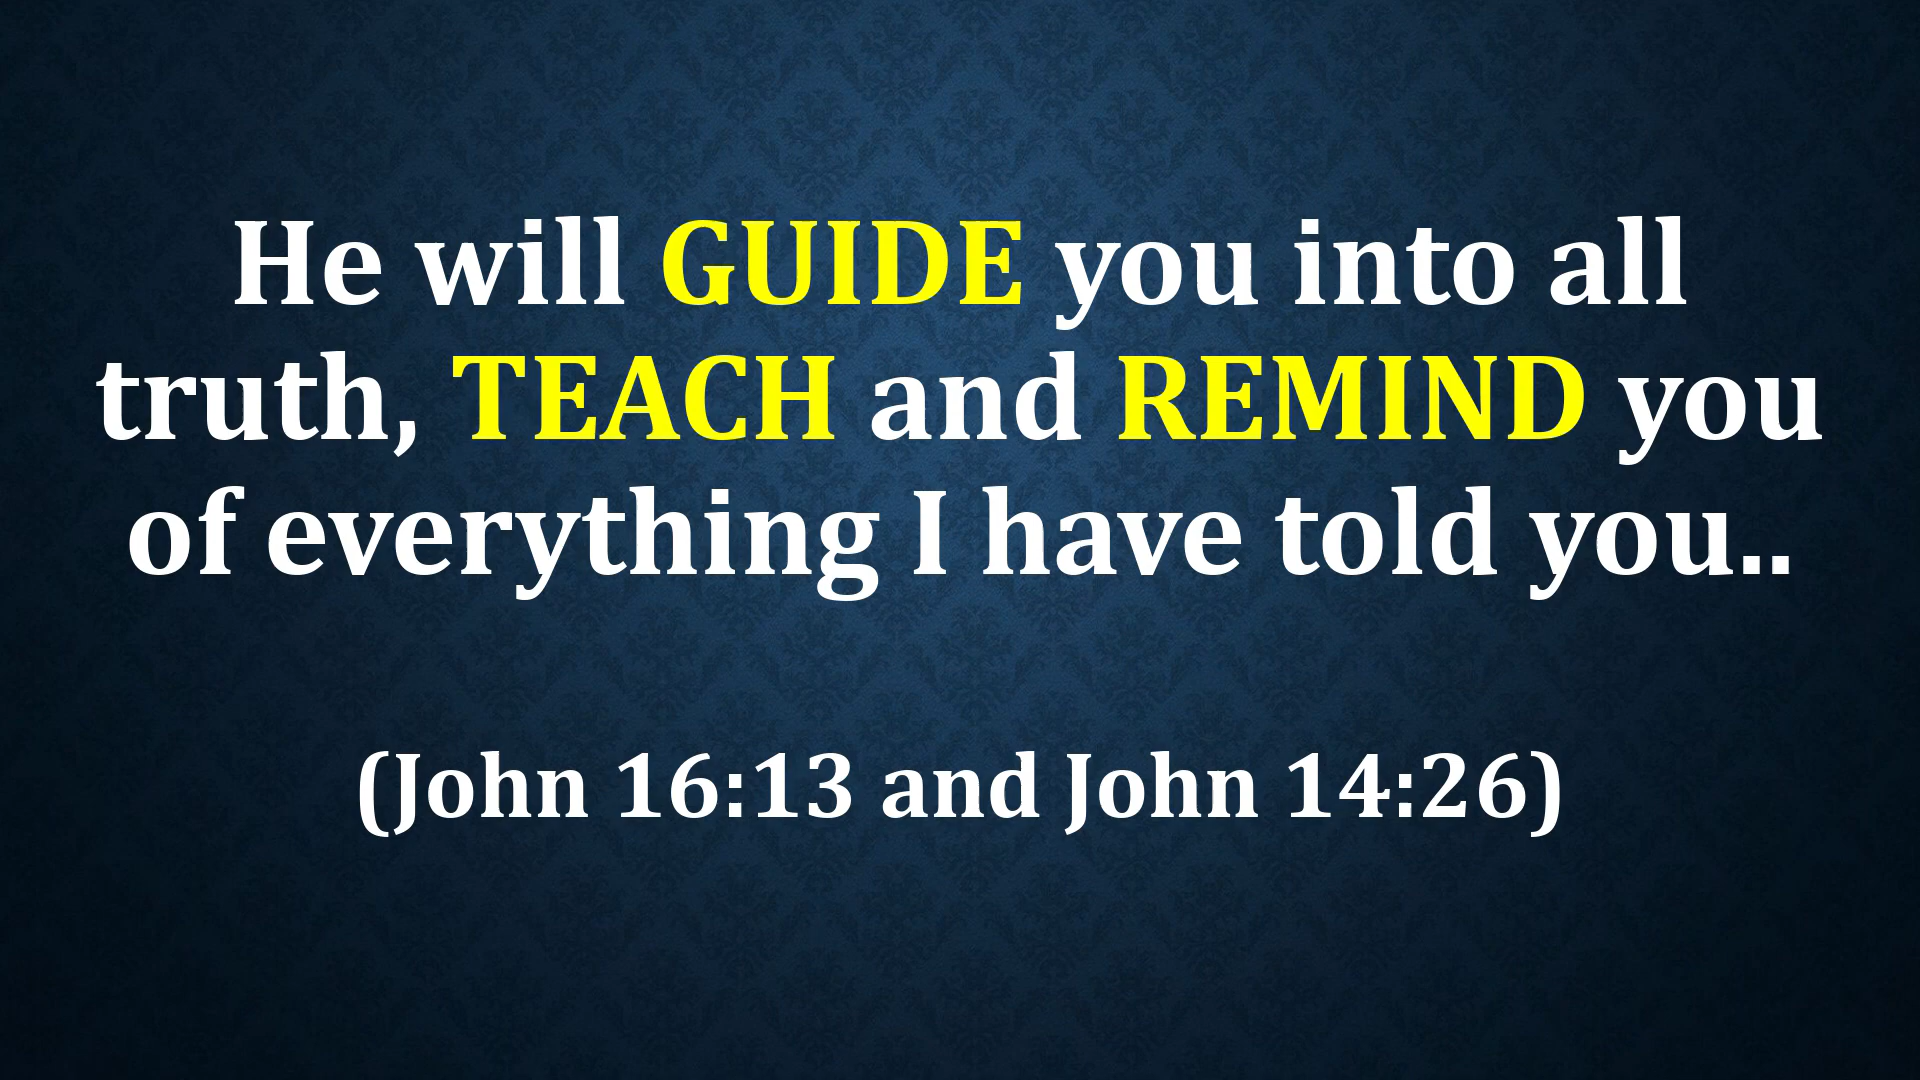 He will GUIDE you into all
truth, TEACH and REMIND you
of everything I have told you..
(John 16:13 and John 14:26)